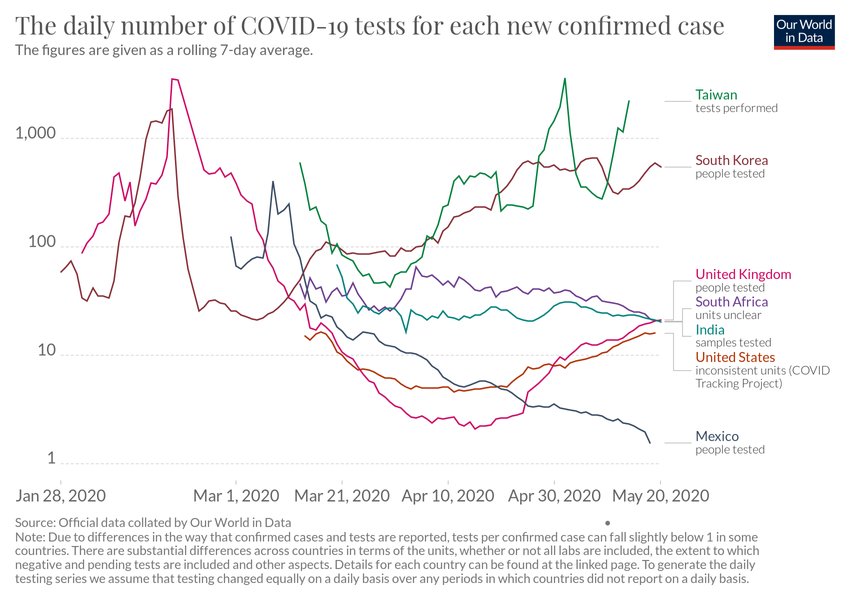 The daily number of COVID-19 tests for each new confirmed case
Our World
in Data
The figures are given as a rolling 7-day average.
1,000
100
10
1
Taiwan
tests performed
South Korea
people tested
United Kingdom
people tested
South Africa
units unclear
India
samples tested
United States
inconsistent units (COVID
Tracking Project)
Mexico
people tested
Jan 28, 2020
Mar 1, 2020
Mar 21, 2020
Apr 10, 2020
Apr 30, 2020
May 20, 2020
Source: Official data collated by Our World in Data
Note: Due to differences in the way that confirmed cases and tests are reported, tests per confirmed case can fall slightly below 1 in some
countries. There are substantial differences across countries in terms of the units, whether or not all labs are included, the extent to which
negative and pending tests are included and other aspects. Details for each country can be found at the linked page. To generate the daily
testing series we assume that testing changed equally on a daily basis over any periods in which countries did not report on a daily basis.